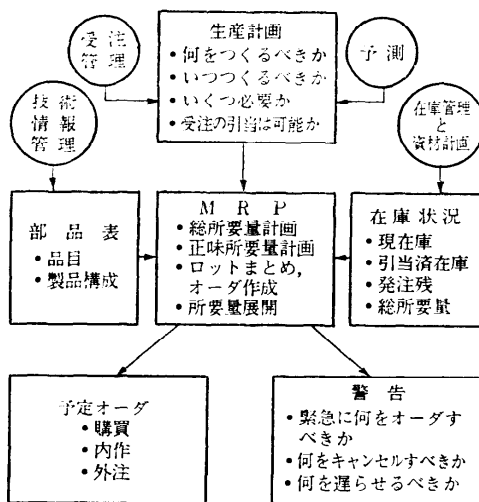 受注
管理
生産計画
• 何をつくるべきか
• いつつくるべきか
• いくつ必要か
• 受注の引当は可能か
予測
技術
情報
管理
在庫管理
と
資材計画
部品表
• 品目
• 製品構成
MRP
• 総所要量計画
• 正味所要量計画
• ロットまとめ,
オーダ作成
• 所要量展開
在庫状況
• 現在庫
• 引当済在庫
• 発注残
• 総所要量
予定オーダ
• 購買
• 内作
• 外注
警告
• 緊急に何をオーダす
べきか
• 何をキャンセルすべきか
• 何を遅らせるべきか